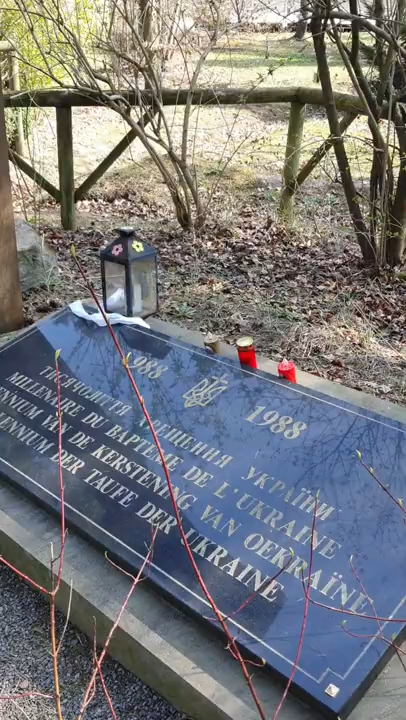 988 1988
ТИСЯЧОЛІТТЯ ХРИЩЕННЯ УКРАЇНИ
MILLENAIRE DU BAPTEME DE L'UKRAINE
ENNIUM VAN DE KERSTENING VAN OEKRAÏNE
ENNIUM DER TAUFE DER UKRAINE